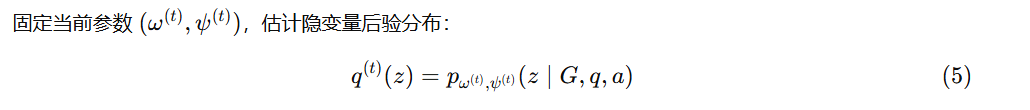 固定当前参数 (ω^{(t)}, ψ^{(t)})，估计隐变量后验分布：
q^{(t)}(z) = p_{ω^{(t)},ψ^{(t)}}(z | G, q, a) (5)